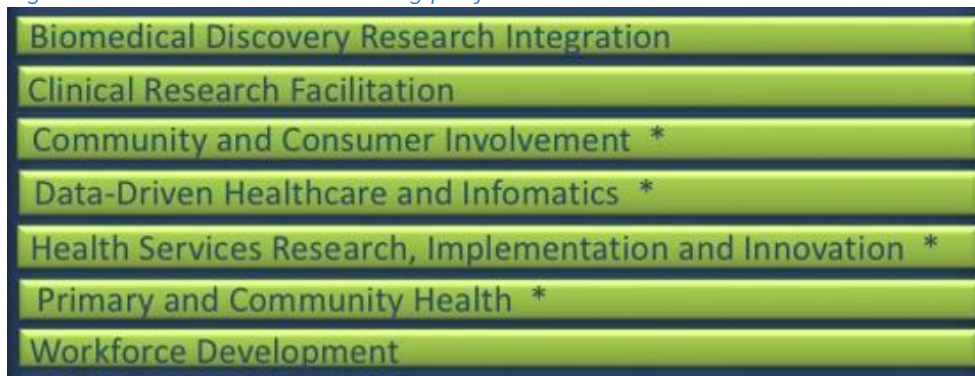 Biomedical Discovery Research Integration
Clinical Research Facilitation
Community and Consumer Involvement *
Data-Driven Healthcare and Infomatics *
Health Services Research, Implementation and Innovation *
Primary and Community Health *
Workforce Development